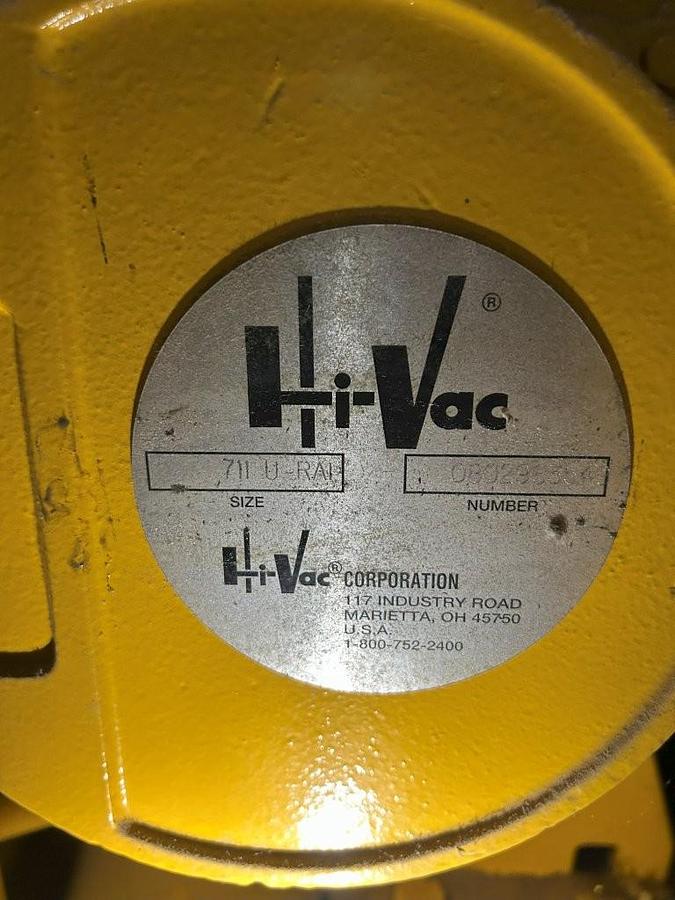 Hi-Vac®
711 U-RAI
SIZE
NUMBER
Hi-Vac® CORPORATION
117 INDUSTRY ROAD
MARIETTA, OH 45750
U.S.A.
1-800-752-2400